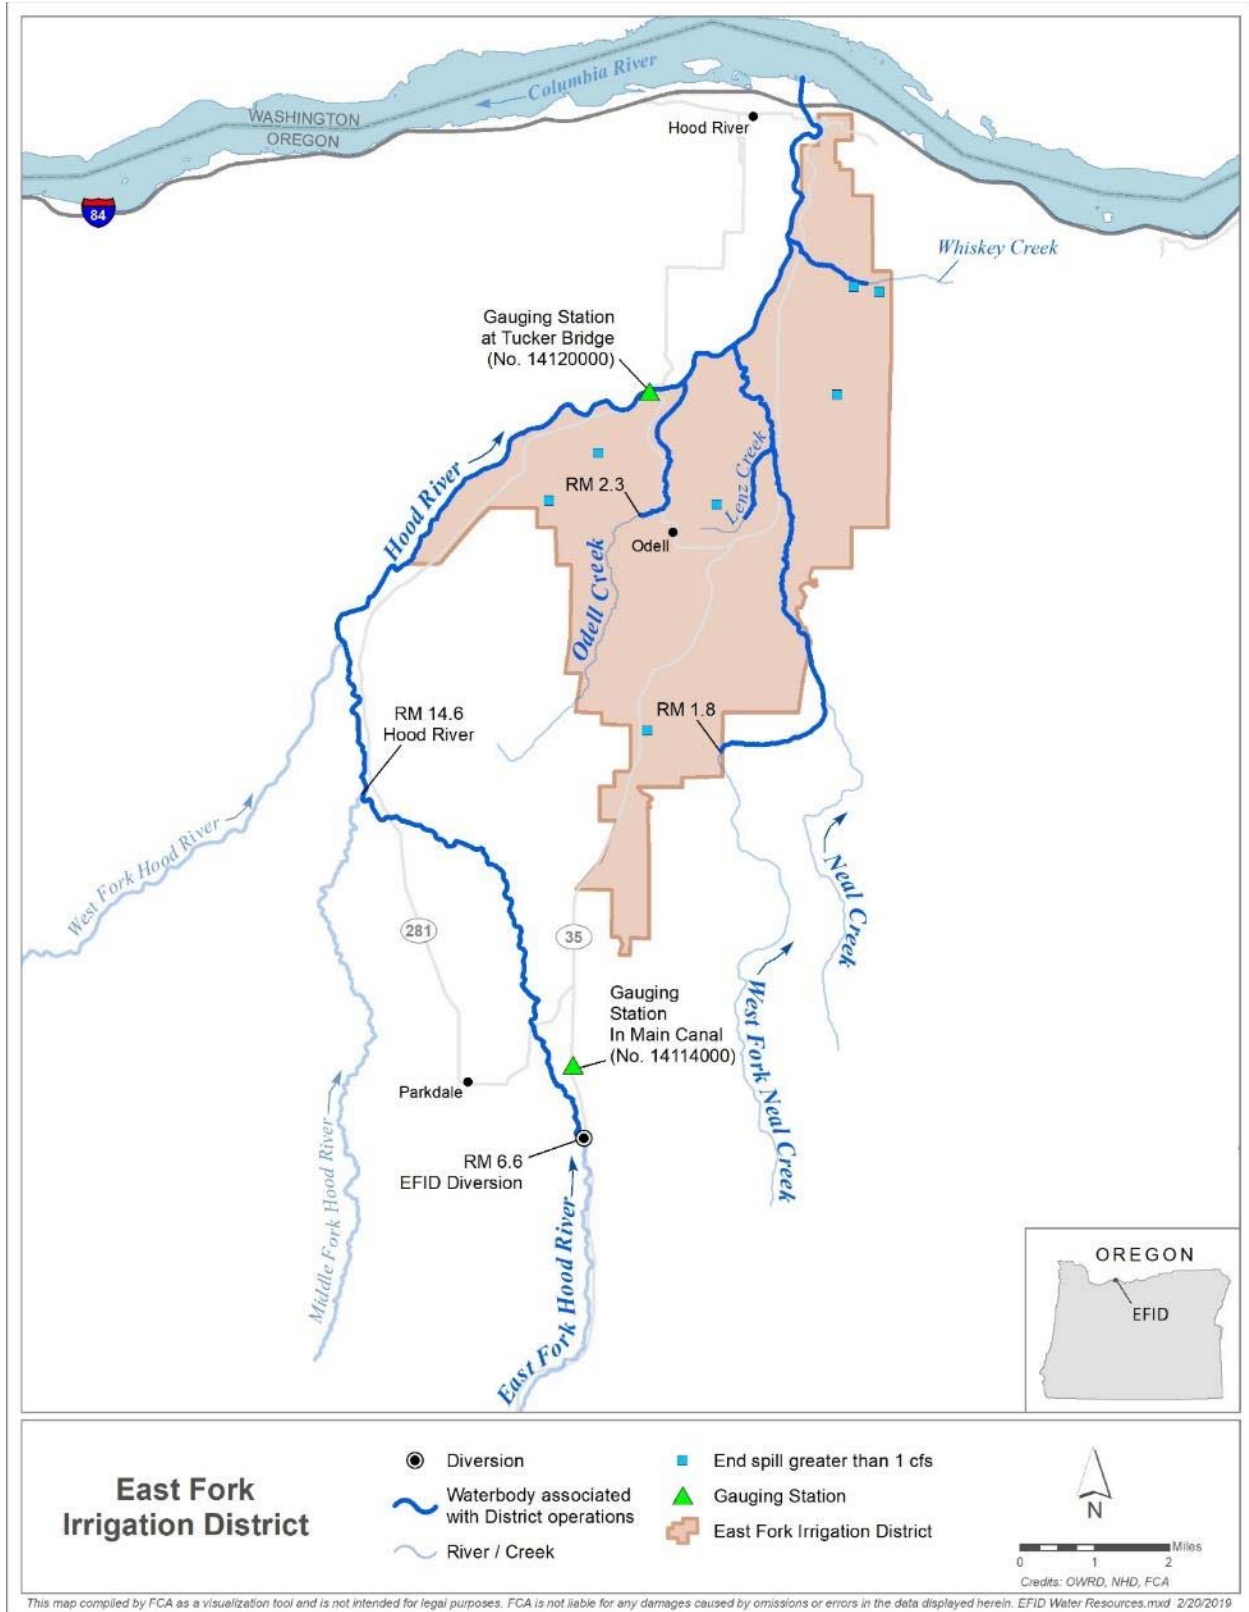 Columbia River
WASHINGTON
OREGON
Hood River
84
Whiskey Creek
Gauging Station
at Tucker Bridge
(No. 14120000)
Hood River
RM 2.3
Lenz Creek
Odell
Odell Creek
RM 14.6
Hood River
RM 1.8
West Fork Hood River
Neal Creek
281
35
Gauging
Station
In Main Canal
(No. 14114000)
West Fork Neal Creek
Parkdale
Middle Fork Hood River
RM 6.6
EFID Diversion
East Fork Hood River
OREGON
EFID
East Fork
Irrigation District
Diversion
Waterbody associated
with District operations
River / Creek
End spill greater than 1 cfs
Gauging Station
East Fork Irrigation District
N
Miles
0 1 2
Credits: OWRD, NHD, FCA
This map compiled by FCA as a visualization tool and is not intended for legal purposes. FCA is not liable for any damages caused by omissions or errors in the data displayed herein. EFID Water Resources.mxd 2/20/2019